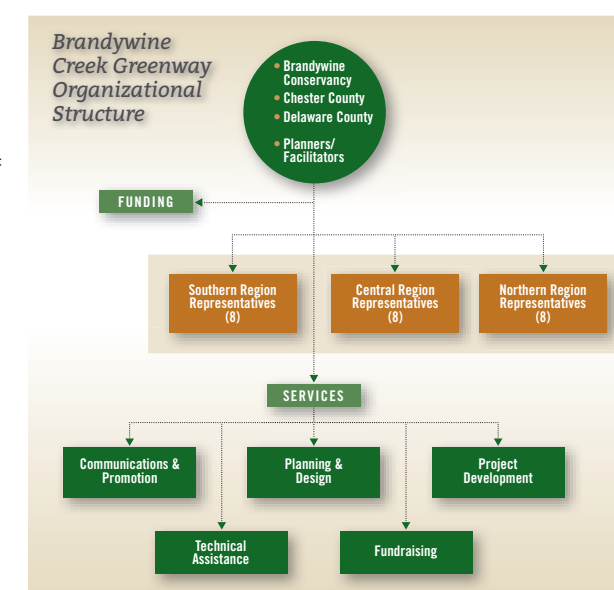 Brandywine
Creek Greenway
Organizational
Structure
• Brandywine
Conservancy
• Chester County
• Delaware County
• Planners/
Facilitators
FUNDING
Southern Region
Representatives
(8)
Central Region
Representatives
(8)
Northern Region
Representatives
(8)
SERVICES
Communications &
Promotion
Planning &
Design
Project
Development
Technical
Assistance
Fundraising